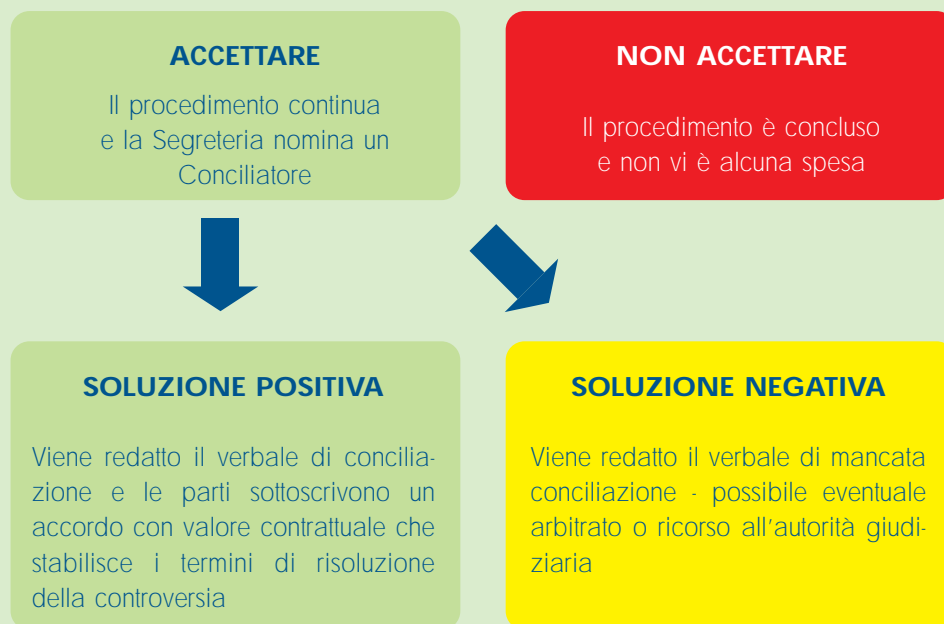 ACCETTARE
Il procedimento continua
e la Segreteria nomina un
Conciliatore
NON ACCETTARE
Il procedimento è concluso
e non vi è alcuna spesa
SOLUZIONE POSITIVA
Viene redatto il verbale di concilia-
zione e le parti sottoscrivono un
accordo con valore contrattuale che
stabilisce i termini di risoluzione
della controversia
SOLUZIONE NEGATIVA
Viene redatto il verbale di mancata
conciliazione - possibile eventuale
arbitrato o ricorso all'autorità giudi-
ziaria